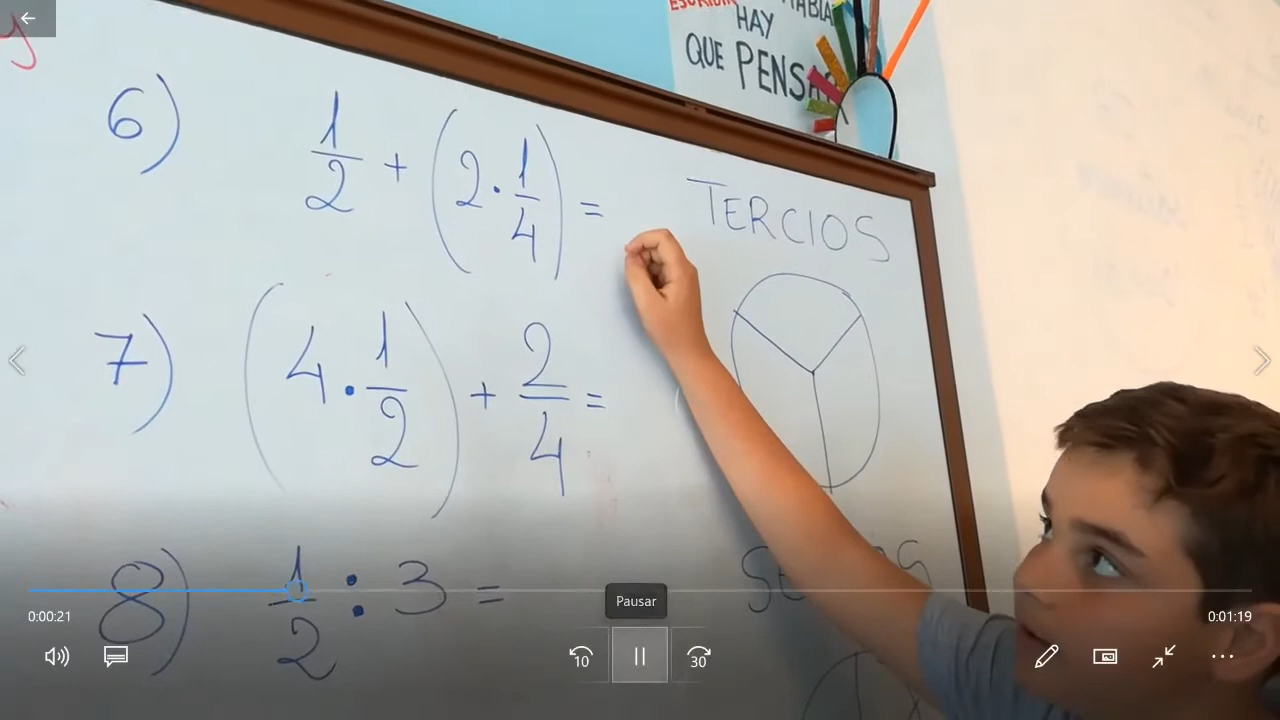 HAY
QUE PENSAR
6) 1/2 + (2 · 1/4) =
TERCIOS
7) (4 · 1/2) + 2/4 =
8) 1/2 : 3 =
Pausar
0:00:21
0:01:19
10
30